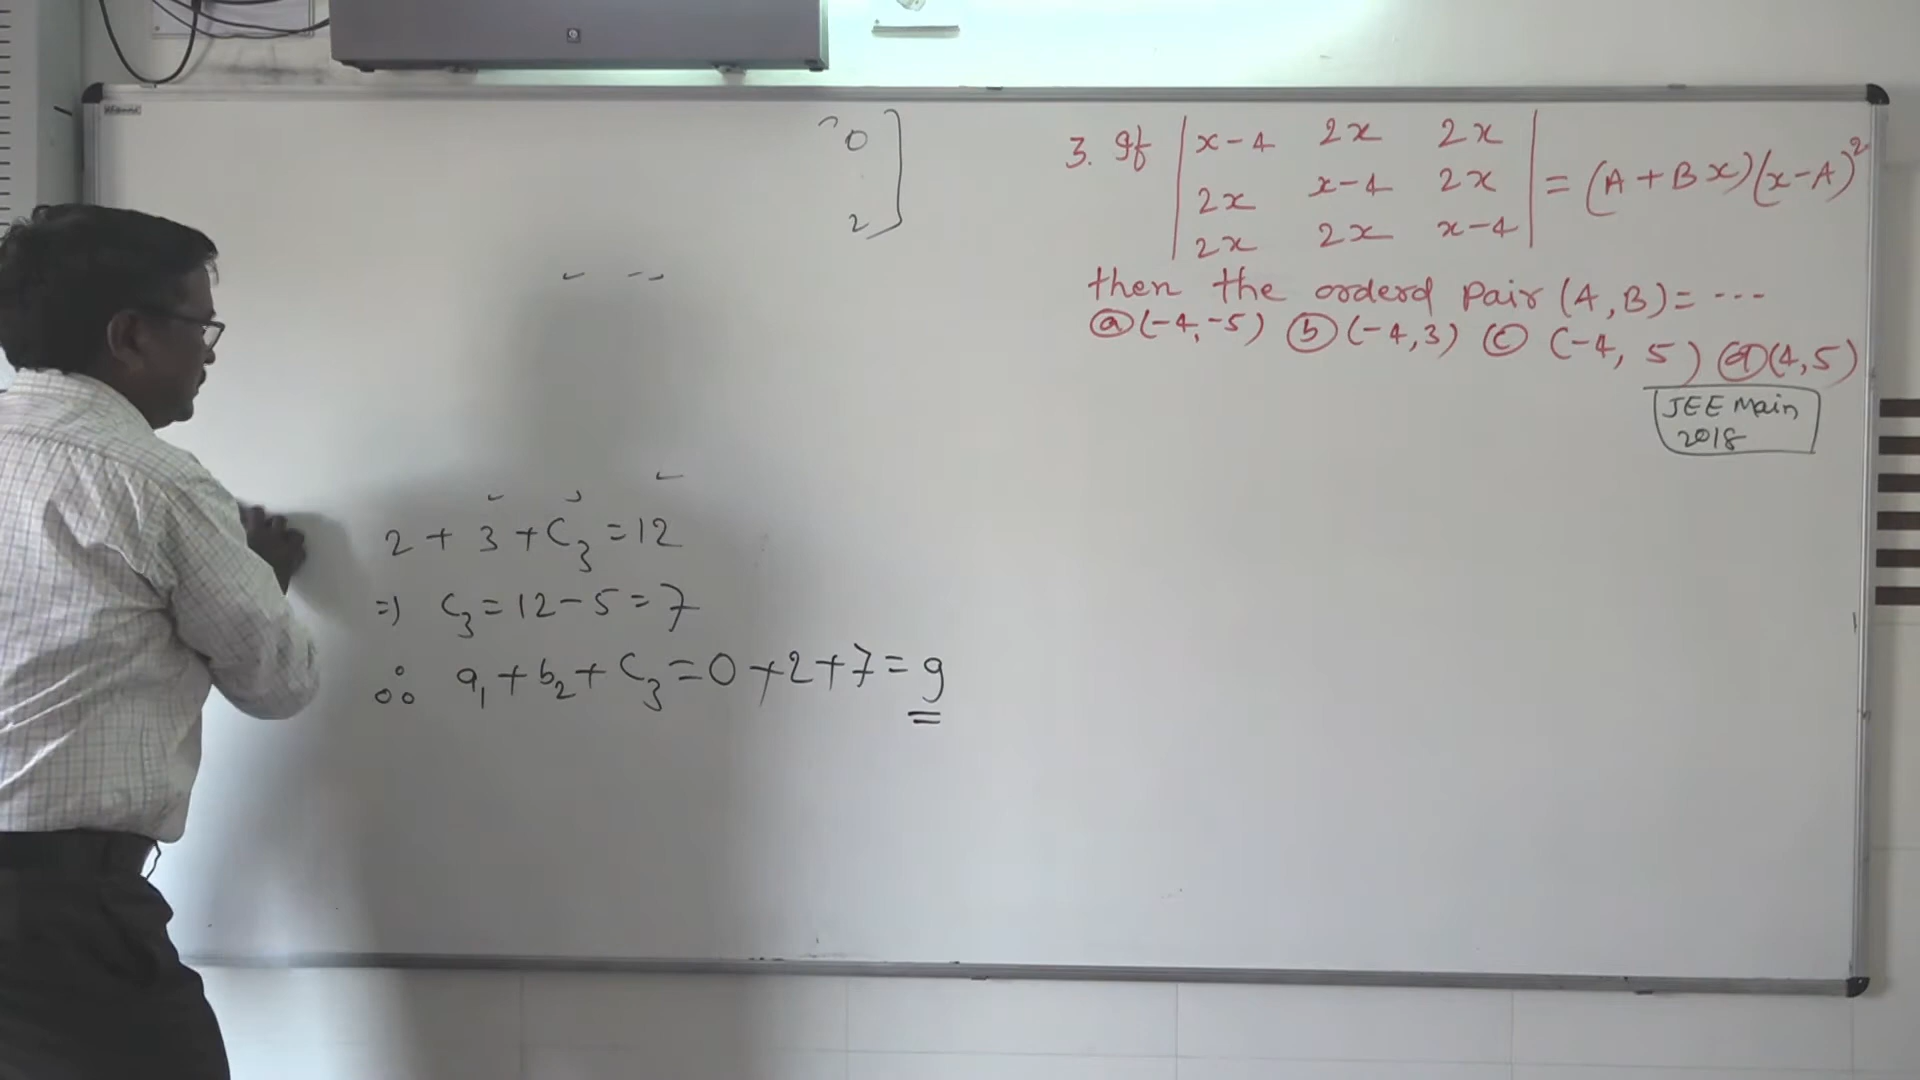 0
2
2 + 3 + C₃ = 12
=) C₃ = 12 - 5 = 7
∴ a₁ + b₂ + C₃ = 0 + 2 + 7 = 9
3. If | x-4 2x 2x |
| 2x x-4 2x | = (A + B x)(x-A)²
| 2x 2x x-4 |
then the orderd pair (A, B) = ---
ⓐ (-4, -5) ⓑ (-4, 3) ⓒ (-4, 5) ⓓ (4, 5)
JEE Main
2018